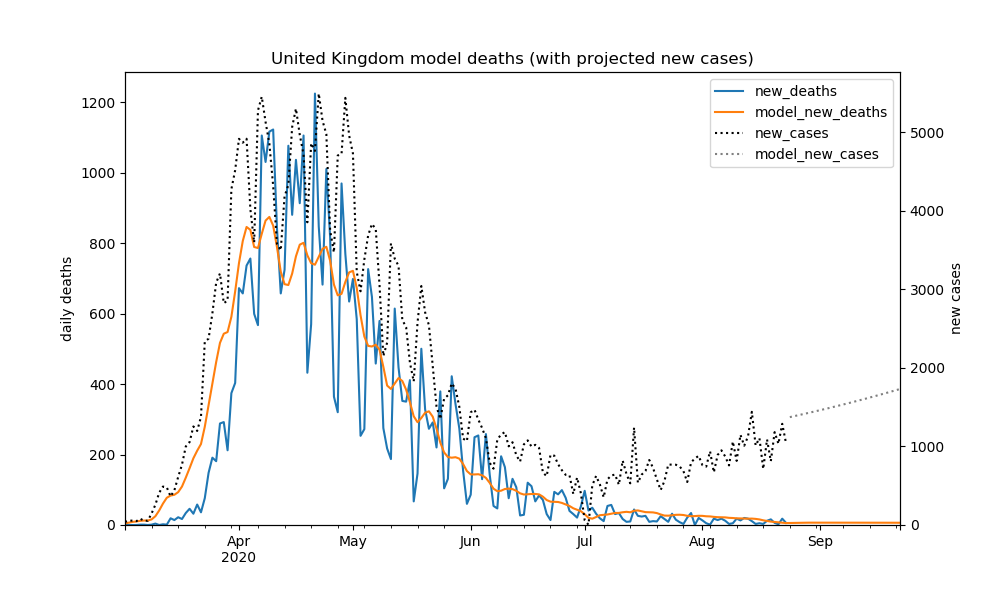 United Kingdom model deaths (with projected new cases)
new_deaths
model_new_deaths
new_cases
model_new_cases
daily deaths
1200
1000
800
600
400
200
0
5000
4000
3000
2000
1000
0
new cases
Apr
2020
May
Jun
Jul
Aug
Sep